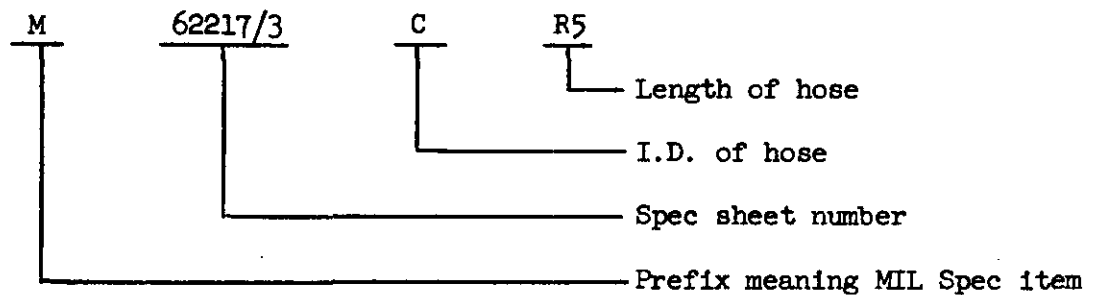 M 62217/3 C R5
Length of hose
I.D. of hose
Spec sheet number
Prefix meaning MIL Spec item